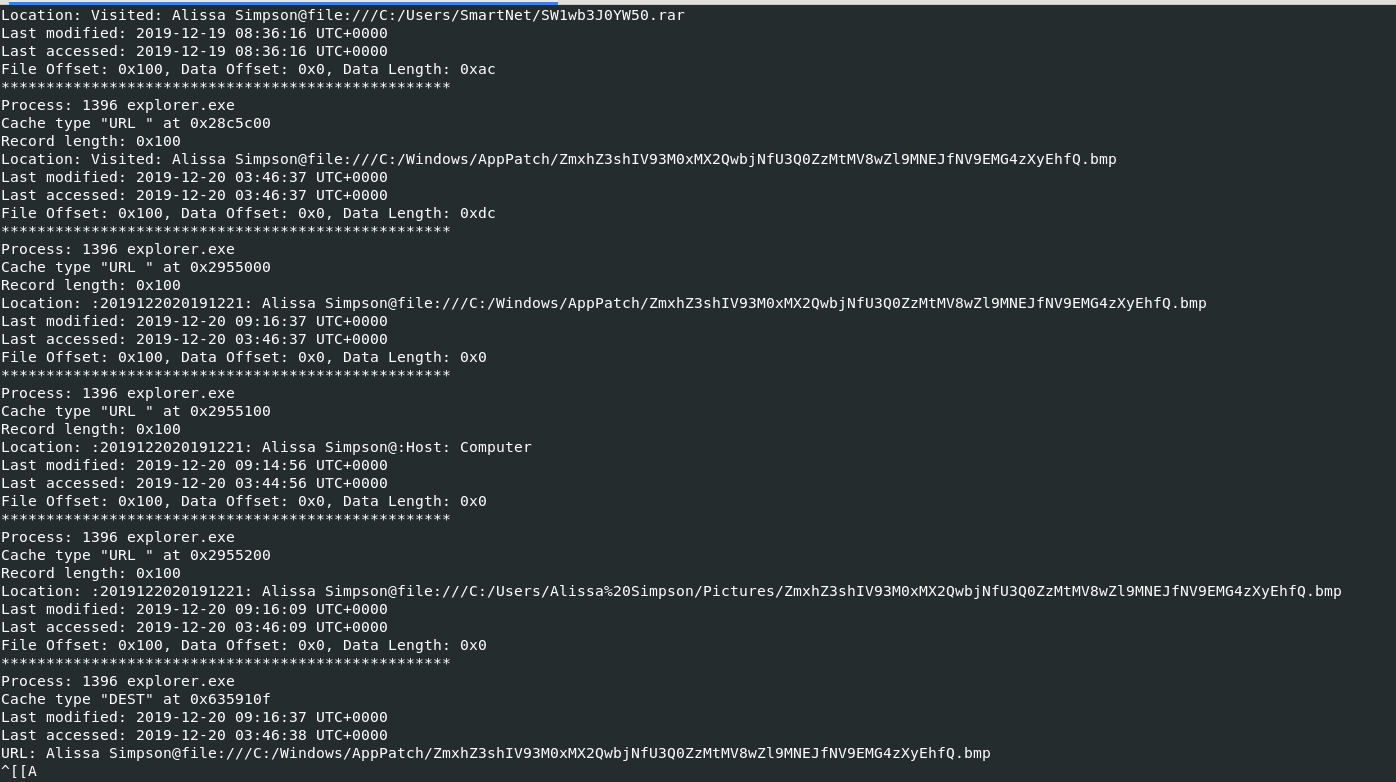 Location: Visited: Alissa Simpson@file:///C:/Users/SmartNet/SW1wb3J0YW50.rar
Last modified: 2019-12-19 08:36:16 UTC+0000
Last accessed: 2019-12-19 08:36:16 UTC+0000
File Offset: 0x100, Data Offset: 0x0, Data Length: 0xac
**************************************************
Process: 1396 explorer.exe
Cache type "URL " at 0x28c5c00
Record length: 0x100
Location: Visited: Alissa Simpson@file:///C:/Windows/AppPatch/ZmxhZ3shIV93M0xMX2QwbjNfU3Q0ZzMtMV8wZl9MNEJfNV9EMG4zXyEhfQ.bmp
Last modified: 2019-12-20 03:46:37 UTC+0000
Last accessed: 2019-12-20 03:46:37 UTC+0000
File Offset: 0x100, Data Offset: 0x0, Data Length: 0xdc
**************************************************
Process: 1396 explorer.exe
Cache type "URL " at 0x2955000
Record length: 0x100
Location: :2019122020191221: Alissa Simpson@file:///C:/Windows/AppPatch/ZmxhZ3shIV93M0xMX2QwbjNfU3Q0ZzMtMV8wZl9MNEJfNV9EMG4zXyEhfQ.bmp
Last modified: 2019-12-20 09:16:37 UTC+0000
Last accessed: 2019-12-20 03:46:37 UTC+0000
File Offset: 0x100, Data Offset: 0x0, Data Length: 0x0
**************************************************
Process: 1396 explorer.exe
Cache type "URL " at 0x2955100
Record length: 0x100
Location: :2019122020191221: Alissa Simpson@:Host: Computer
Last modified: 2019-12-20 09:14:56 UTC+0000
Last accessed: 2019-12-20 03:44:56 UTC+0000
File Offset: 0x100, Data Offset: 0x0, Data Length: 0x0
**************************************************
Process: 1396 explorer.exe
Cache type "URL " at 0x2955200
Record length: 0x100
Location: :2019122020191221: Alissa Simpson@file:///C:/Users/Alissa%20Simpson/Pictures/ZmxhZ3shIV93M0xMX2QwbjNfU3Q0ZzMtMV8wZl9MNEJfNV9EMG4zXyEhfQ.bmp
Last modified: 2019-12-20 09:16:09 UTC+0000
Last accessed: 2019-12-20 03:46:09 UTC+0000
File Offset: 0x100, Data Offset: 0x0, Data Length: 0x0
**************************************************
Process: 1396 explorer.exe
Cache type "DEST" at 0x635910f
Last modified: 2019-12-20 09:16:37 UTC+0000
Last accessed: 2019-12-20 03:46:38 UTC+0000
URL: Alissa Simpson@file:///C:/Windows/AppPatch/ZmxhZ3shIV93M0xMX2QwbjNfU3Q0ZzMtMV8wZl9MNEJfNV9EMG4zXyEhfQ.bmp
^[[A